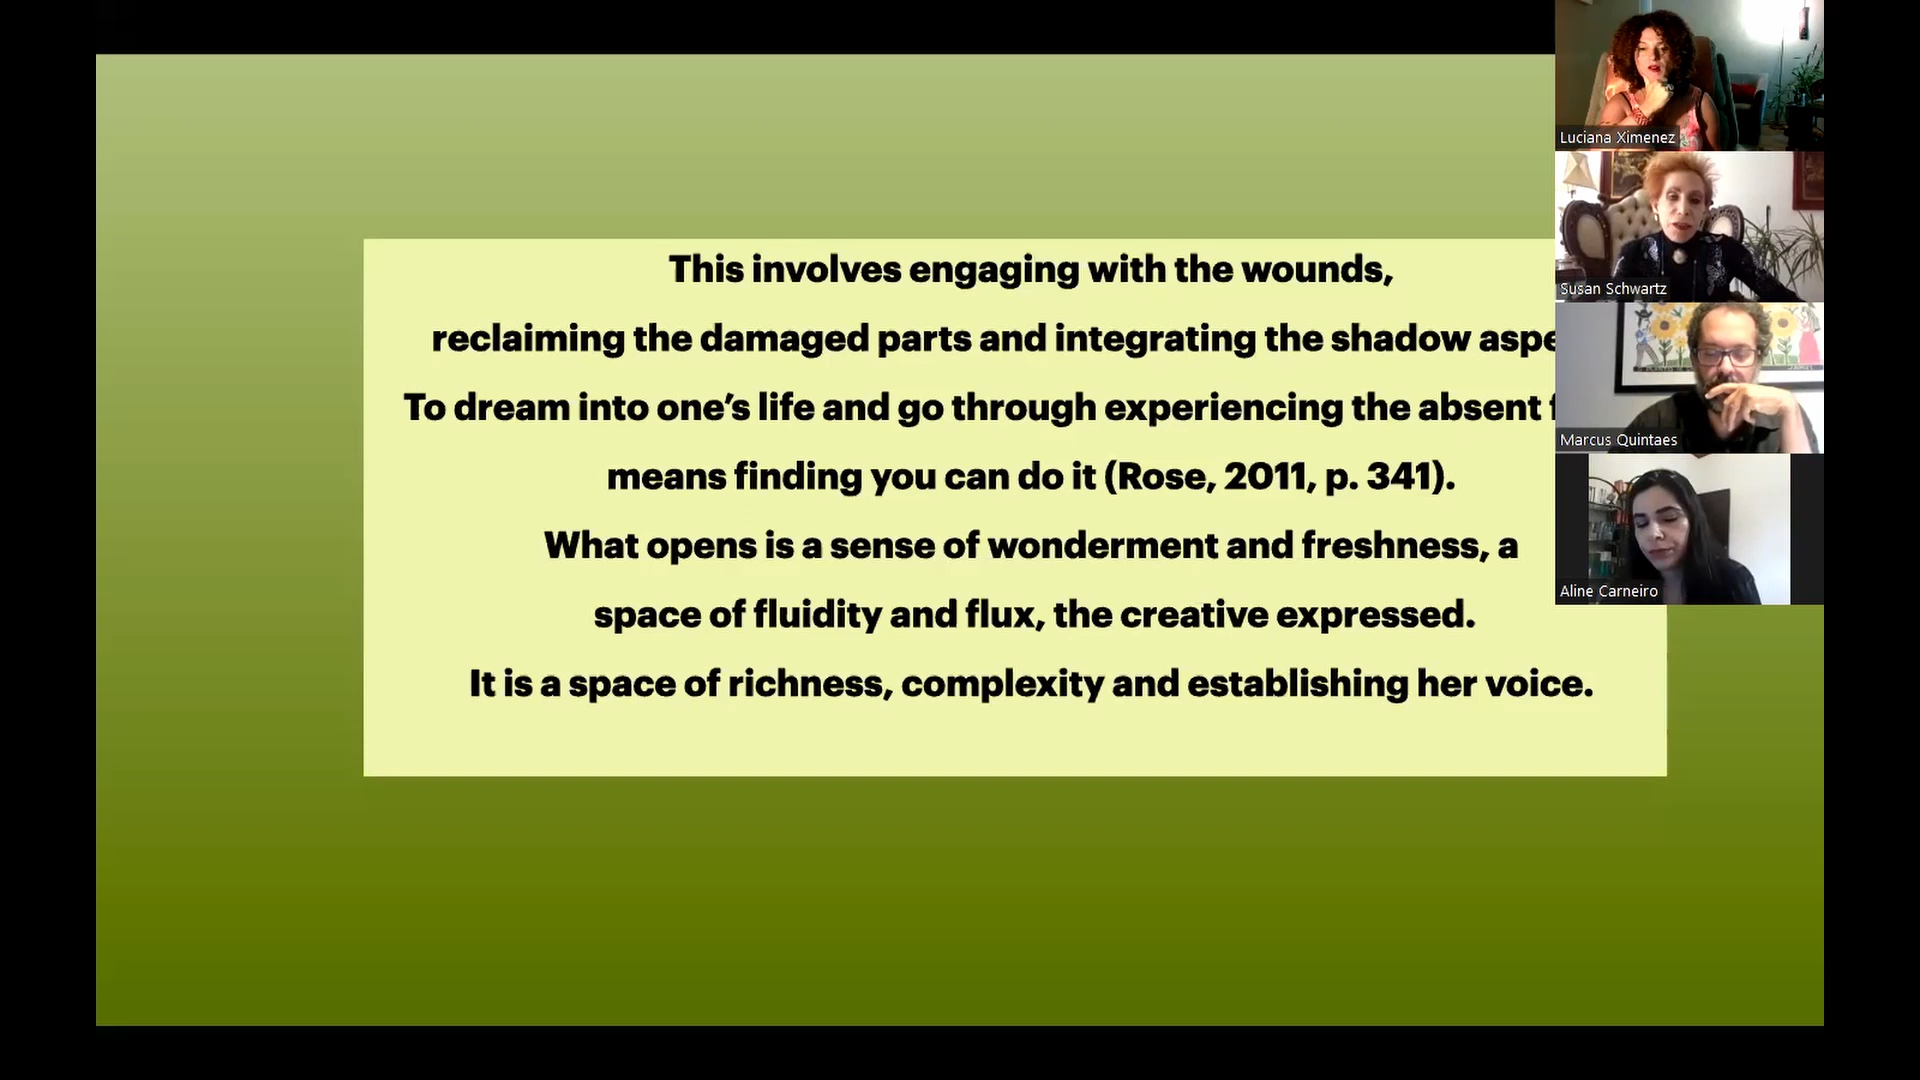 This involves engaging with the wounds,
reclaiming the damaged parts and integrating the shadow
To dream into one's life and go through experiencing the absent
means finding you can do it (Rose, 2011, p. 341).
What opens is a sense of wonderment and freshness, a
space of fluidity and flux, the creative expressed.
It is a space of richness, complexity and establishing her voice.
Luciana Ximenez
Susan Schwartz
Marcus Quintaes
Aline Carneiro